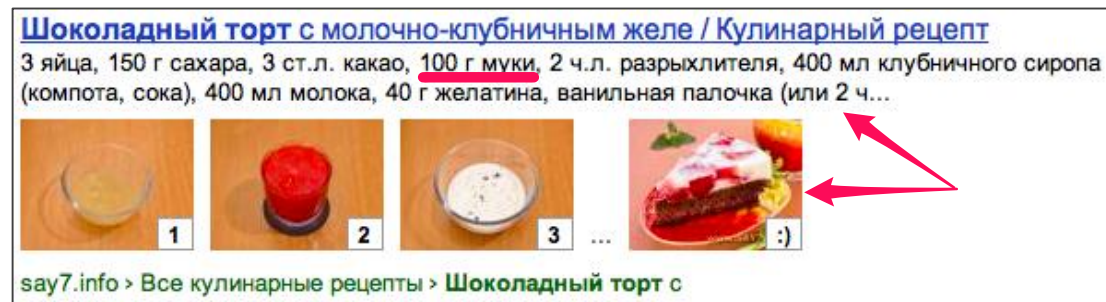 Шоколадный торт с молочно-клубничным желе / Кулинарный рецепт
3 яйца, 150 г сахара, 3 ст.л. какао, 100 г муки, 2 ч.л. разрыхлителя, 400 мл клубничного сиропа
(компота, сока), 400 мл молока, 40 г желатина, ванильная палочка (или 2 ч...
1 2 3 ... :)
say7.info › Все кулинарные рецепты › Шоколадный торт с